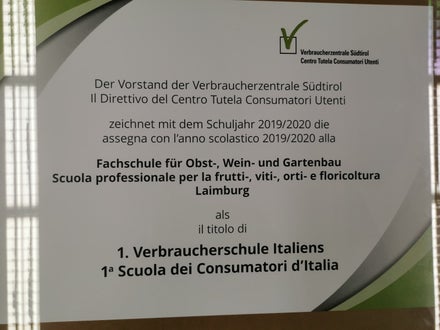 Verbraucherzentrale Südtirol
Centro Tutela Consumatori Utenti
Der Vorstand der Verbraucherzentrale Südtirol
Il Direttivo del Centro Tutela Consumatori Utenti
zeichnet mit dem Schuljahr 2019/2020 die
assegna con l'anno scolastico 2019/2020 alla
Fachschule für Obst-, Wein- und Gartenbau
Scuola professionale per la frutti-, viti-, orti- e floricoltura
Laimburg
als
il titolo di
1. Verbraucherschule Italiens
1ª Scuola dei Consumatori d'Italia